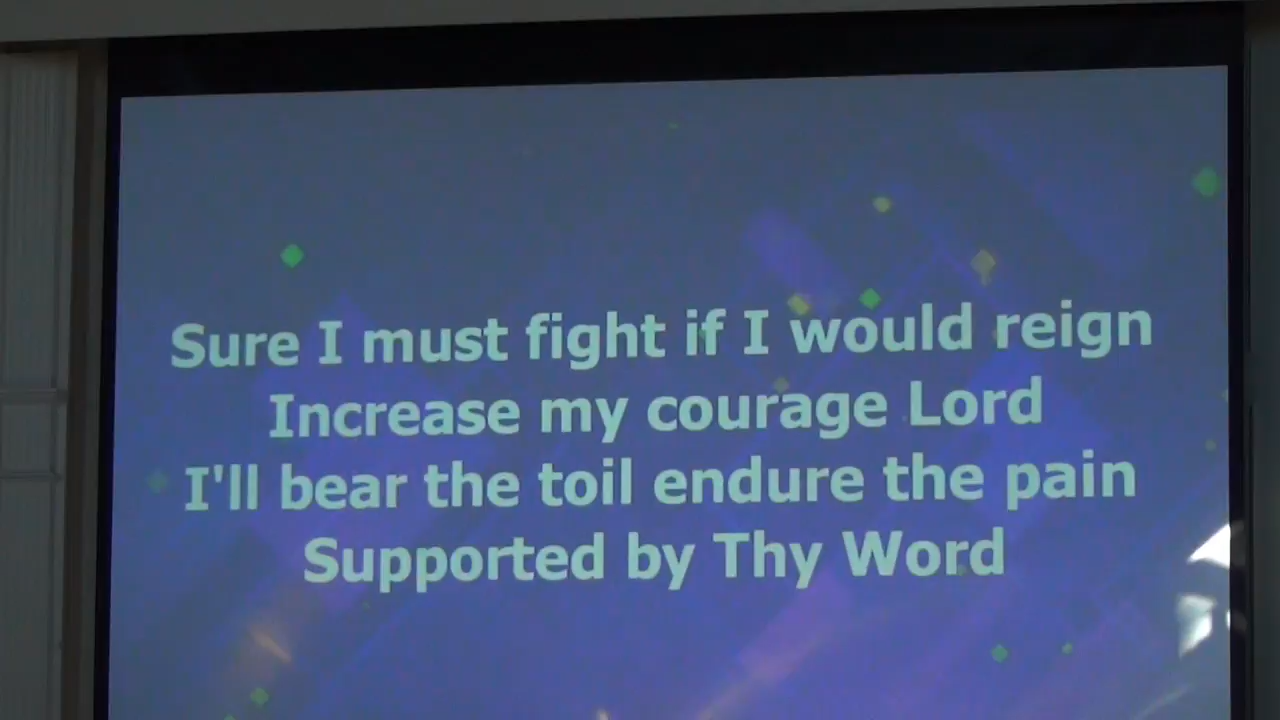 Sure I must fight if I would reign
Increase my courage Lord
I'll bear the toil endure the pain
Supported by Thy Word